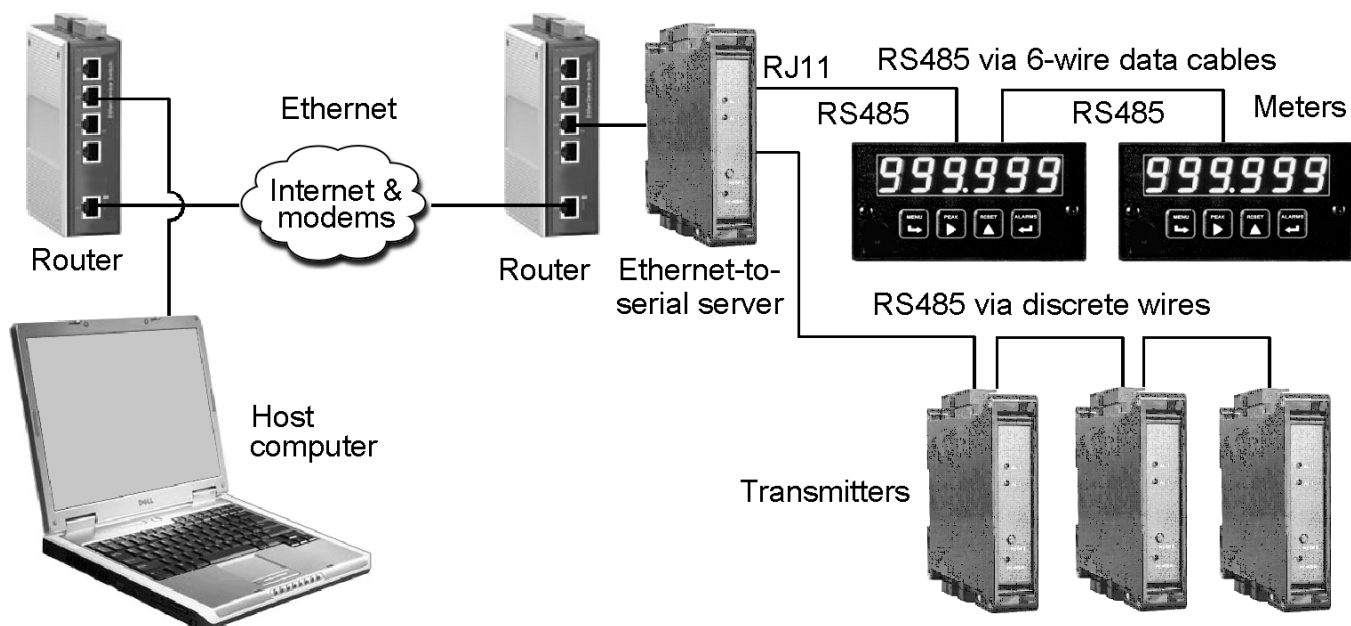 RJ11
RS485 via 6-wire data cables
Ethernet
RS485
RS485
Meters
Internet &
modems
999.999
999.999
MENU
PEAK
RESET
ALARMS
MENU
PEAK
RESET
ALARMS
Router
Router
Ethernet-to-
serial server
RS485 via discrete wires
Host
computer
Transmitters
DELL